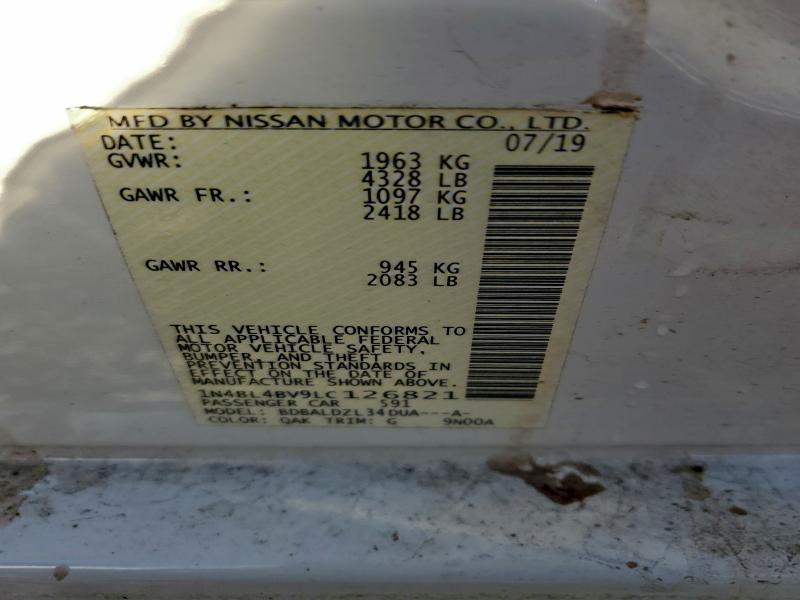 MFD BY NISSAN MOTOR CO., LTD.
DATE: 07/19
GVWR: 1963 KG
4328 LB
GAWR FR.: 1097 KG
2418 LB
GAWR RR.: 945 KG
2083 LB
THIS VEHICLE CONFORMS TO
ALL APPLICABLE FEDERAL
MOTOR VEHICLE SAFETY,
BUMPER, AND THEFT
PREVENTION STANDARDS IN
EFFECT ON THE DATE OF
MANUFACTURE SHOWN ABOVE.
1N4BL4BV9LC126821
PASSENGER CAR 591
MODEL: BDBALDZL34DUA---A-
COLOR: QAK TRIM: G 9N00A